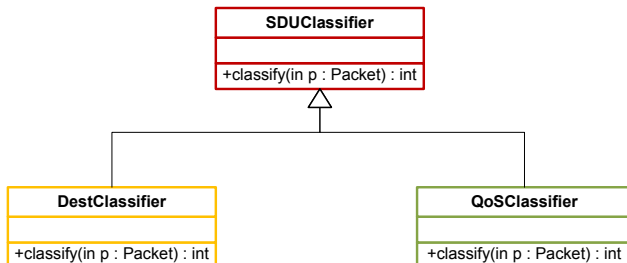 SDUClassifier
+classify(in p : Packet) : int
DestClassifier
+classify(in p : Packet) : int
QoSClassifier
+classify(in p : Packet) : int